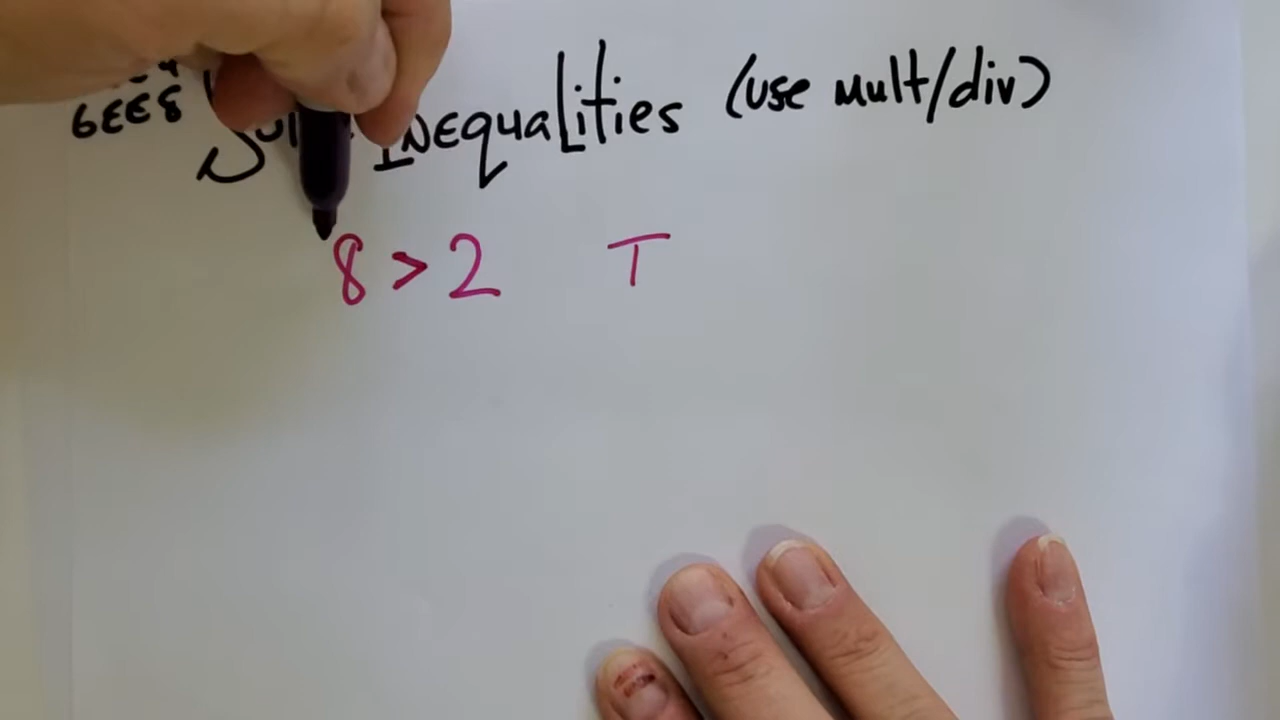 6EE8
Inequalities (use mult/div)
8 > 2 T